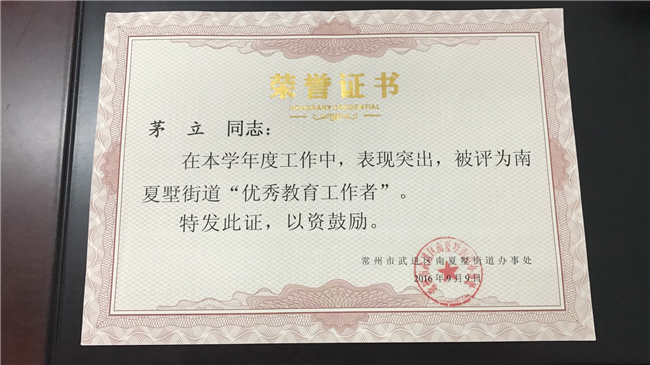 荣誉证书
HONORARY CREDENTIAL
茅 立 同志：
在本学年度工作中，表现突出，被评为南
夏墅街道“优秀教育工作者”。
特发此证，以资鼓励。
常州市武进区南夏墅街道办事处
2016年9月9日